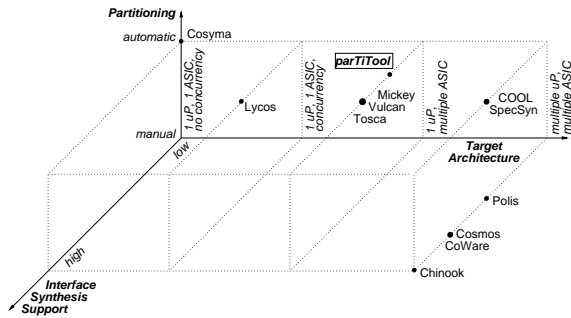 Partitioning
automatic
Cosyma
parTiTool
1 uP, 1 ASIC,
no concurrency
1 uP, 1 ASIC,
concurrency
1 uP,
multiple ASIC
multiple uP,
multiple ASIC
Lycos
Mickey
Vulcan
Tosca
COOL
SpecSyn
manual
low
Target
Architecture
Polis
Cosmos
CoWare
high
Chinook
Interface
Synthesis
Support